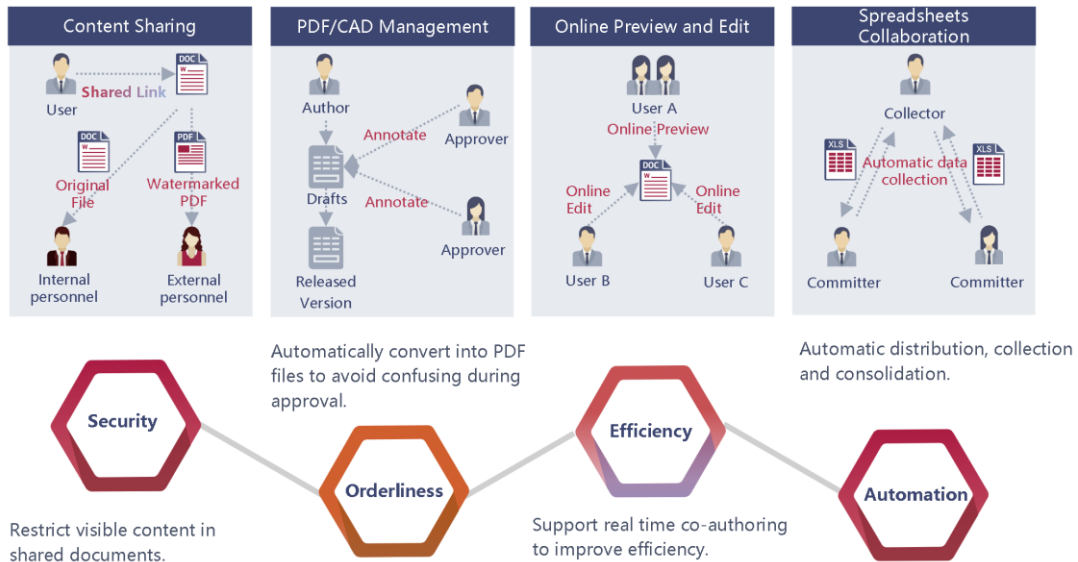 Content Sharing
DOC
W
User
Shared Link
DOC
W
PDF
Original
File
Watermarked
PDF
Internal
personnel
External
personnel
PDF/CAD Management
Author
Annotate
Approver
Drafts
Annotate
Approver
Released
Version
Online Preview and Edit
User A
Online Preview
DOC
W
Online
Edit
Online
Edit
User B
User C
Spreadsheets
Collaboration
Collector
XLS
XLS
Automatic data
collection
Committer
Committer
Security
Restrict visible content in
shared documents.
Automatically convert into PDF
files to avoid confusing during
approval.
Orderliness
Efficiency
Support real time co-authoring
to improve efficiency.
Automatic distribution, collection
and consolidation.
Automation